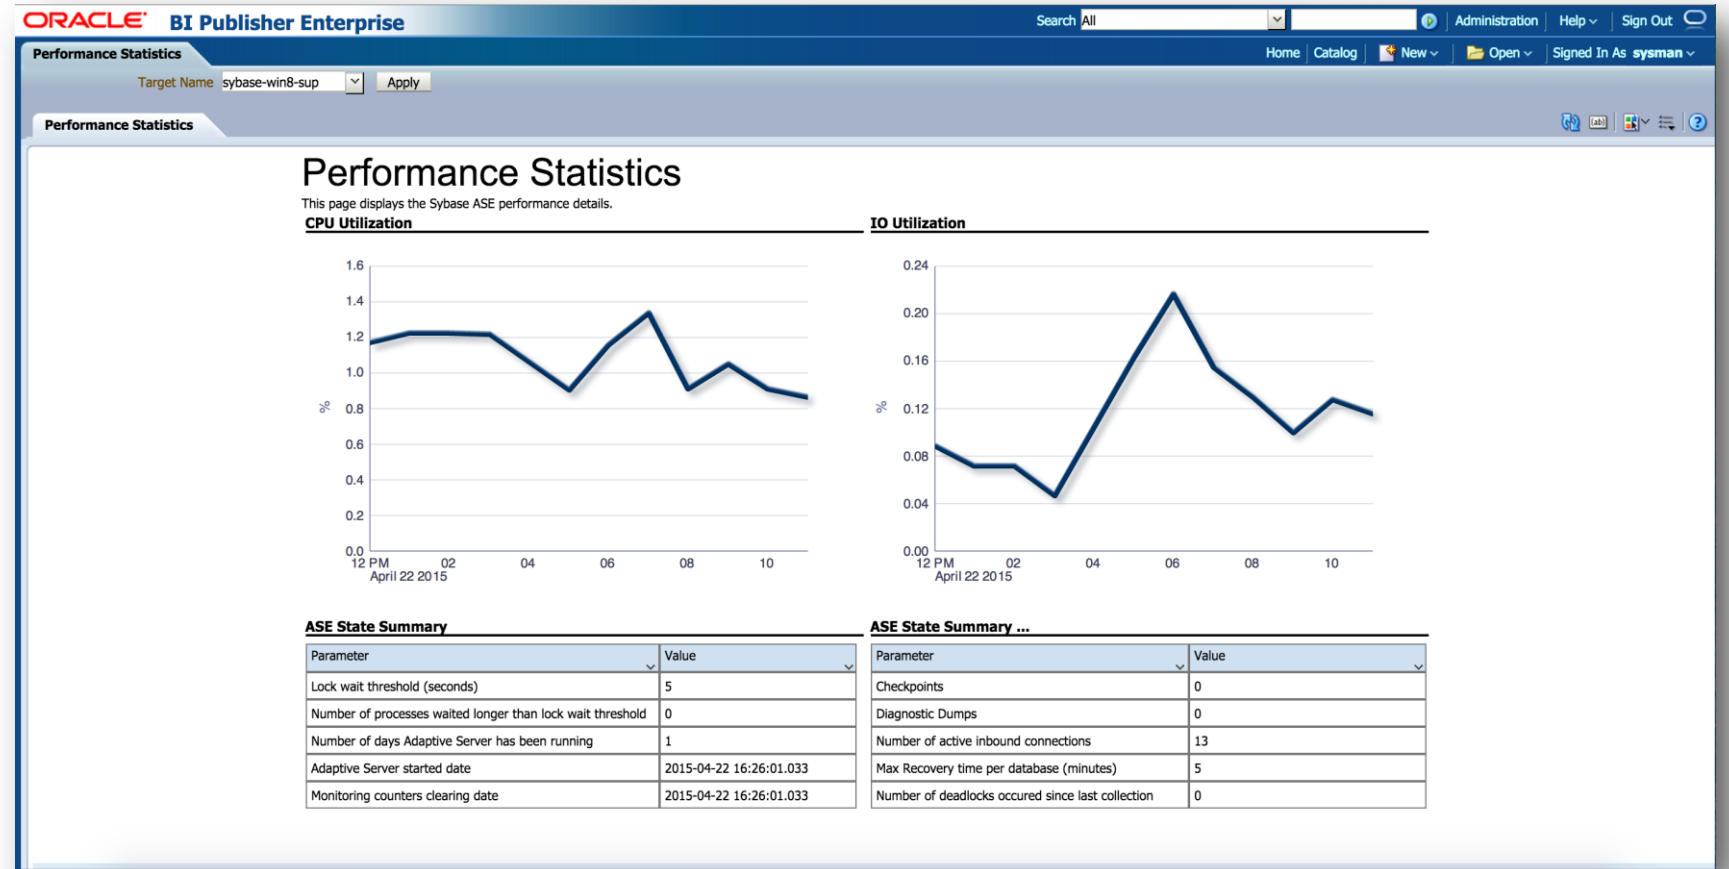 ORACLE BI Publisher Enterprise
Search All Administration Help Sign Out
Performance Statistics
Home Catalog New Open Signed In As sysman
Target Name sybase-win8-sup Apply
Performance Statistics
Performance Statistics
This page displays the Sybase ASE performance details.
CPU Utilization
1.6
1.4
1.2
1.0
0.8
0.6
0.4
0.2
0.0
%
12 PM 02 04 06 08 10
April 22 2015
IO Utilization
0.24
0.20
0.16
0.12
0.08
0.04
0.00
%
12 PM 02 04 06 08 10
April 22 2015
ASE State Summary
Parameter Value
Lock wait threshold (seconds) 5
Number of processes waited longer than lock wait threshold 0
Number of days Adaptive Server has been running 1
Adaptive Server started date 2015-04-22 16:26:01.033
Monitoring counters clearing date 2015-04-22 16:26:01.033
ASE State Summary ...
Parameter Value
Checkpoints 0
Diagnostic Dumps 0
Number of active inbound connections 13
Max Recovery time per database (minutes) 5
Number of deadlocks occured since last collection 0